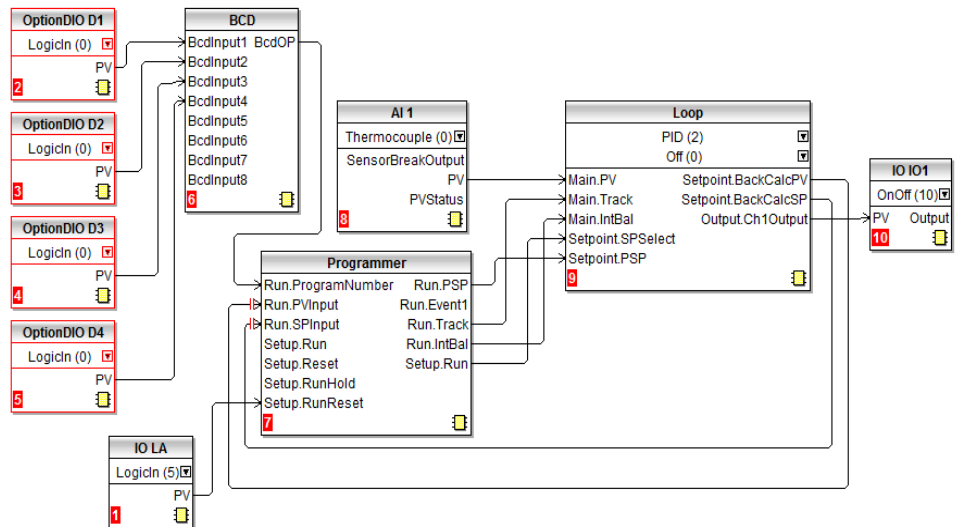 OptionDIO D1
LogicIn (0)
PV
2
OptionDIO D2
LogicIn (0)
PV
3
OptionDIO D3
LogicIn (0)
PV
4
OptionDIO D4
LogicIn (0)
PV
5
IO LA
LogicIn (5)
PV
1
BCD
BcdInput1 BcdOP
BcdInput2
BcdInput3
BcdInput4
BcdInput5
BcdInput6
BcdInput7
BcdInput8
6
AI 1
Thermocouple (0)
SensorBreakOutput
PV
PVStatus
8
Programmer
Run.ProgramNumber Run.PSP
Run.PVInput Run.Event1
Run.SPInput Run.Track
Setup.Run Run.IntBal
Setup.Reset Setup.Run
Setup.RunHold
Setup.RunReset
7
Loop
PID (2)
Off (0)
Main.PV Setpoint.BackCalcPV
Main.Track Setpoint.BackCalcSP
Main.IntBal Output.Ch1Output
Setpoint.SPSelect
Setpoint.PSP
9
IO IO1
OnOff (10)
PV Output
10